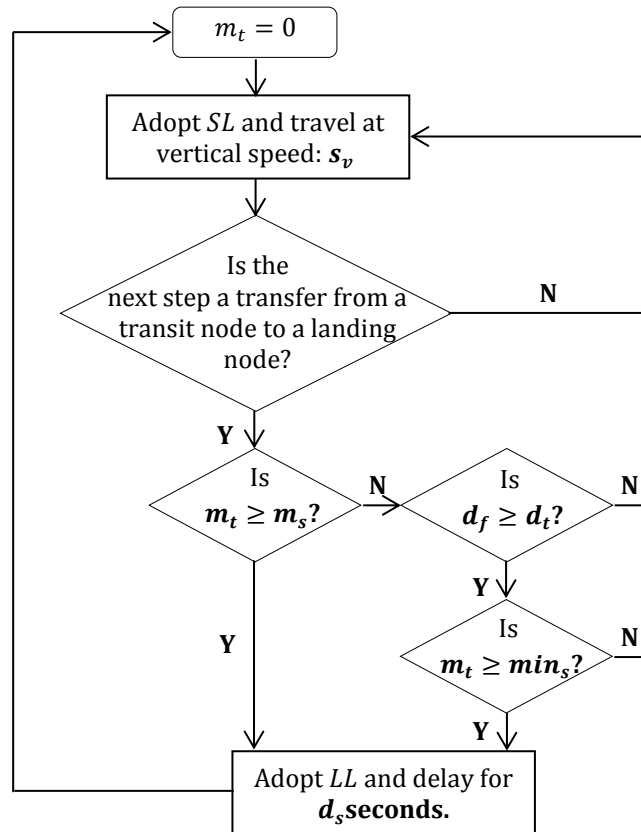 m_t = 0
Adopt SL and travel at
vertical speed: s_v
Is the
next step a transfer from a
transit node to a landing
node?
N
Y
Is
m_t ≥ m_s?
N
Is
d_f ≥ d_t?
N
Y
Y
Is
m_t ≥ min_s?
N
Y
Adopt LL and delay for
d_s seconds.